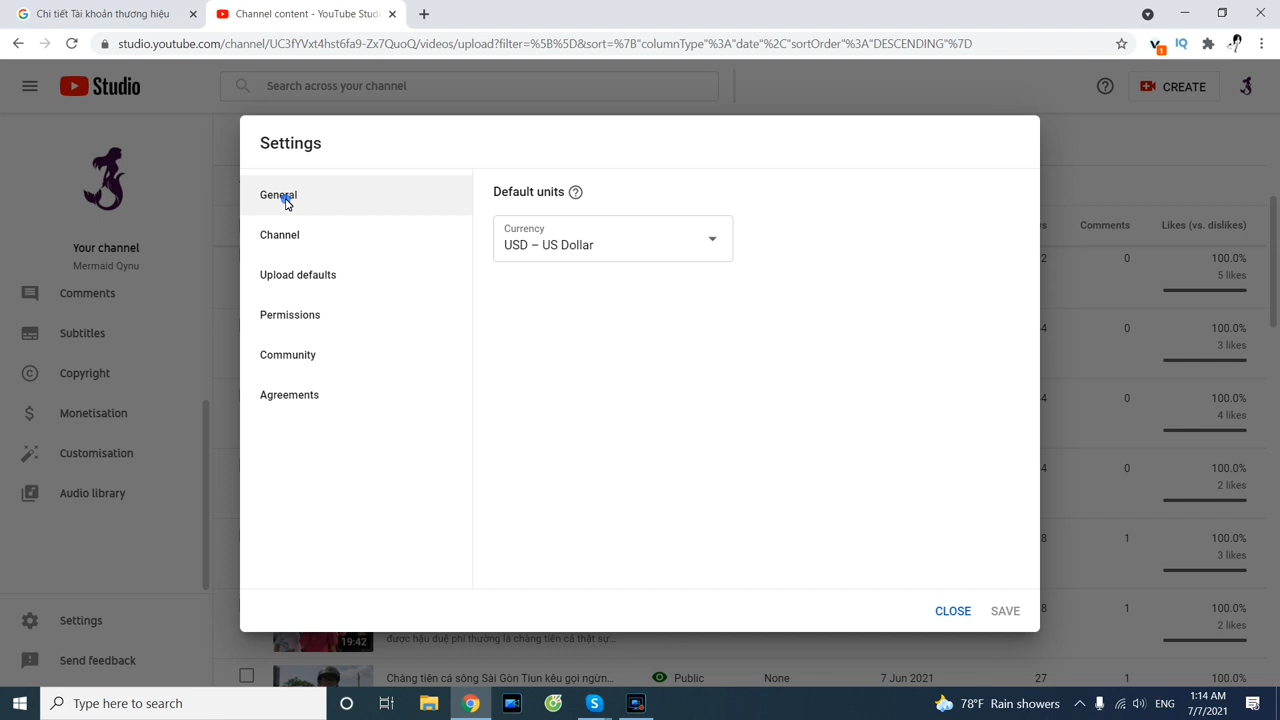 Chi tiết Tài khoản thương hiệu
Channel content - YouTube Stud
studio.youtube.com/channel/UC3fYVxt4hst6fa9-Zx7QuoQ/videos/upload?filter=%5B%5D&sort=%7B"columnType"%3A"date"%2C"sortOrder"%3A"DESCENDING"%7D
1
IQ
Studio
Search across your channel
CREATE
Settings
General
Channel
Upload defaults
Permissions
Community
Agreements
Default units
Currency
USD – US Dollar
CLOSE
SAVE
Your channel
Mermaid Qynu
Comments
Subtitles
Copyright
Monetisation
Customisation
Audio library
Settings
Send feedback
Comments
Likes (vs. dislikes)
0
100.0%
5 likes
0
100.0%
3 likes
0
100.0%
4 likes
0
100.0%
2 likes
1
100.0%
3 likes
1
100.0%
2 likes
19:42
được hậu duệ phi thường là chàng tiên cá thật sự...
Chàng tiên cá sông Sài Gòn Tiun kêu gọi ngừn...
Public
None
7 Jun 2021
27
1
100.0%
Type here to search
78°F Rain showers
ENG
1:14 AM
7/7/2021